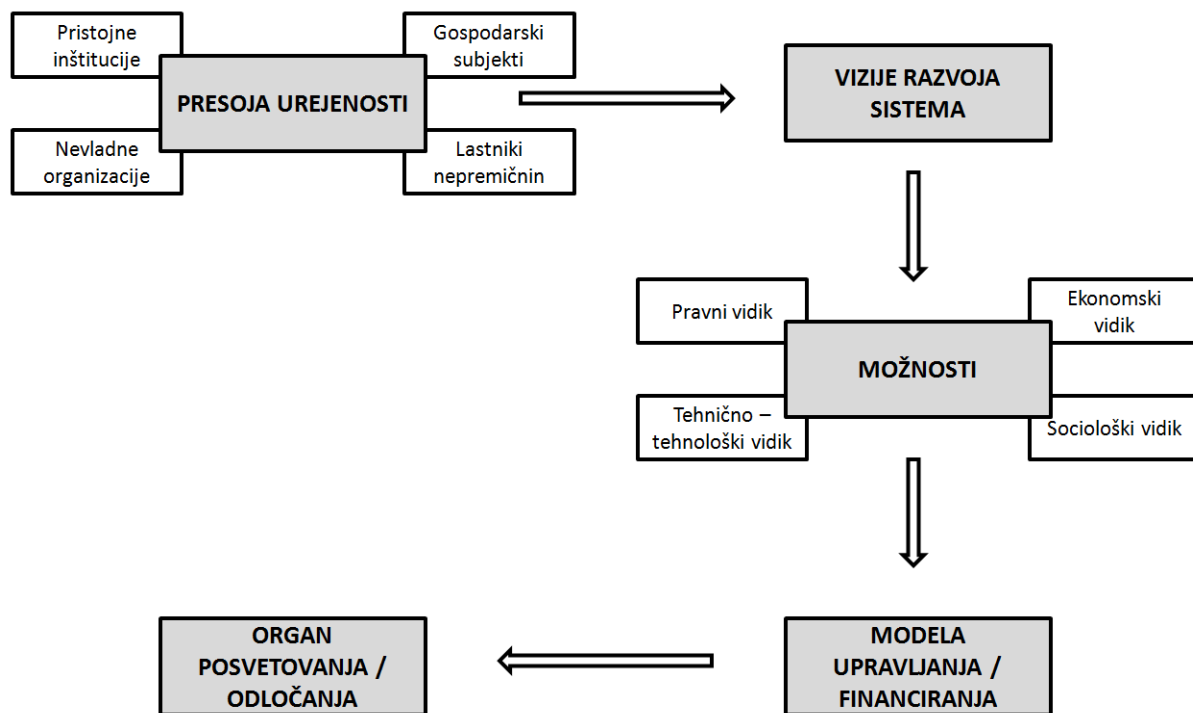 Pristojne
inštitucije
Gospodarski
subjekti
PRESOJA UREJENOSTI
Nevladne
organizacije
Lastniki
nepremičnin
VIZIJE RAZVOJA
SISTEMA
Pravni vidik
Ekonomski
vidik
MOŽNOSTI
Tehnično –
tehnološki vidik
Sociološki vidik
MODELA
UPRAVLJANJA /
FINANCIRANJA
ORGAN
POSVETOVANJA /
ODLOČANJA